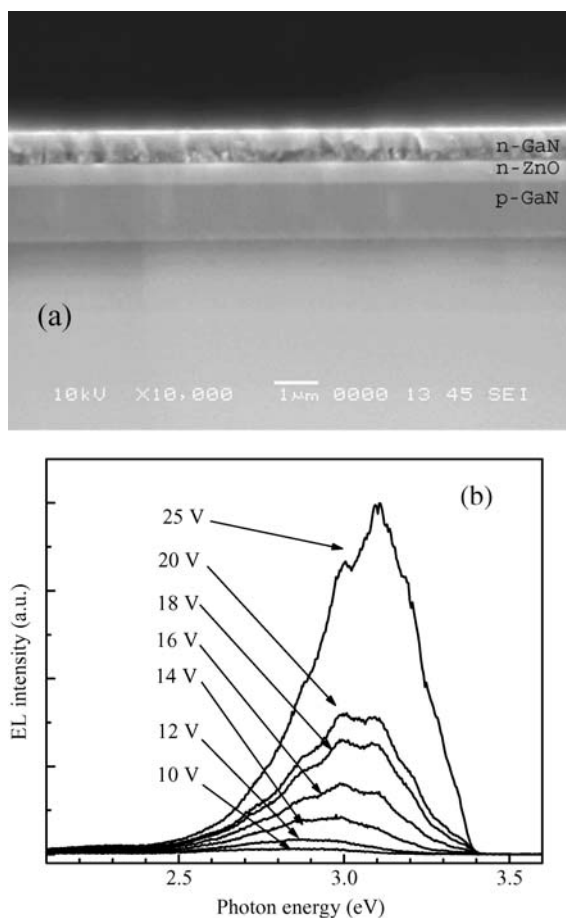 n-GaN
n-ZnO
p-GaN
(a)
10kV X10,000 1μm 0000 13 45 SEI
(b)
25 V
20 V
18 V
16 V
14 V
12 V
10 V
EL intensity (a.u.)
2.5 3.0 3.5
Photon energy (eV)